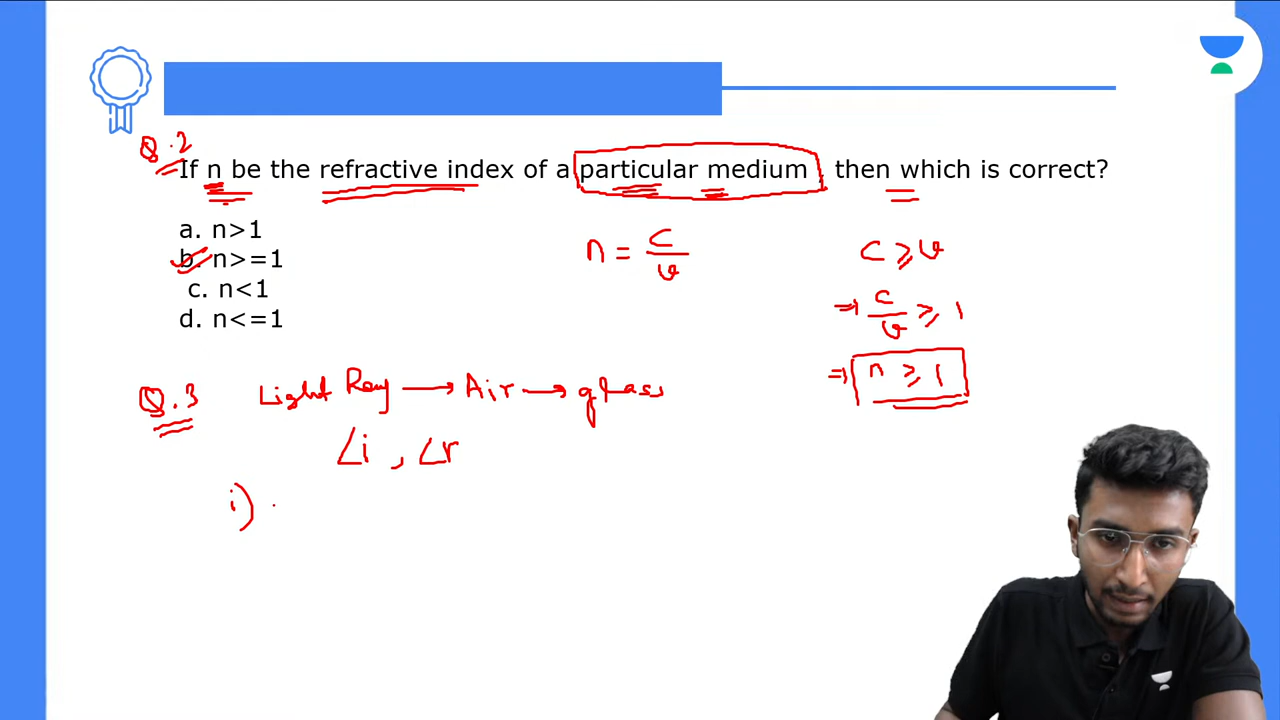 Q.2
If n be the refractive index of a particular medium, then which is correct?
a. n>1
b. n>=1
c. n<1
d. n<=1
n = c/v
c ≥ v
⇒ c/v ≥ 1
⇒ n ≥ 1
Q.3 Light Ray → Air → glass
∠i , ∠r
i)